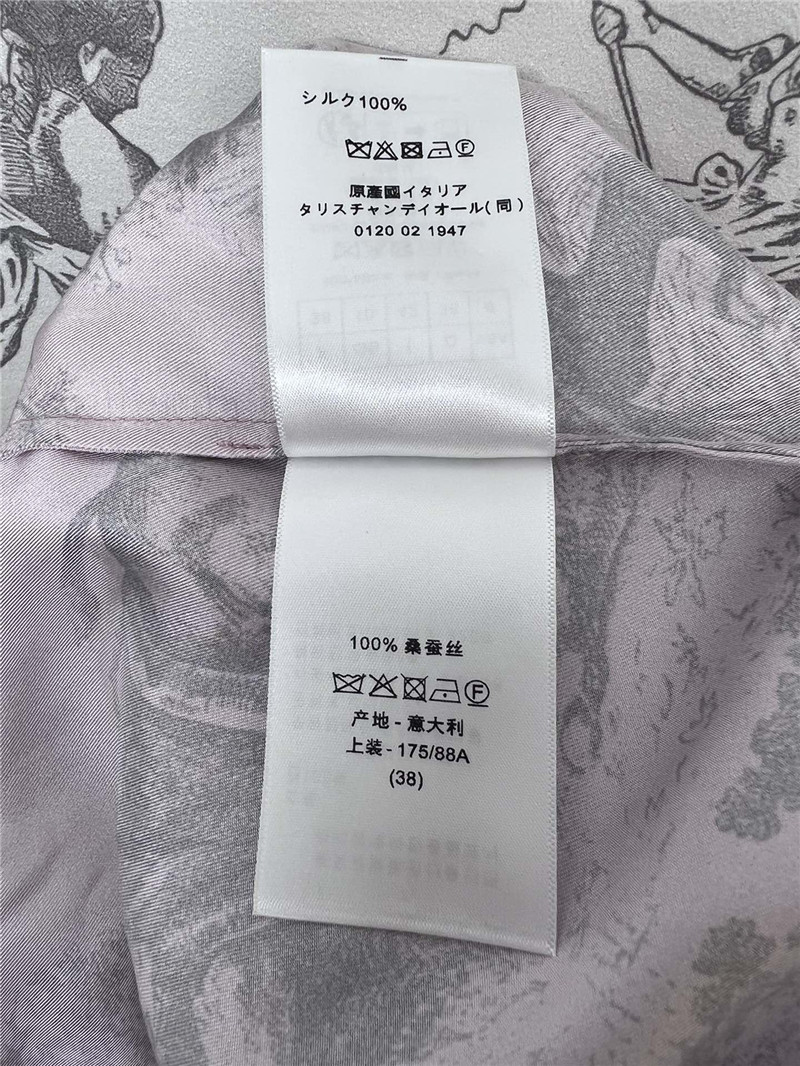 シルク100%
原產國イタリア
タリスチャンディオール(同)
0120 02 1947
100% 桑蚕丝
产地 - 意大利
上装 - 175/88A
(38)